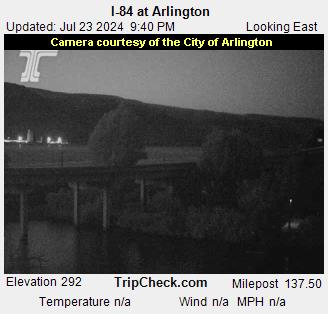 I-84 at Arlington
Updated: Jul 23 2024 9:40 PM Looking East
Camera courtesy of the City of Arlington
Elevation 292 TripCheck.com Milepost 137.50
Temperature n/a Wind n/a MPH n/a